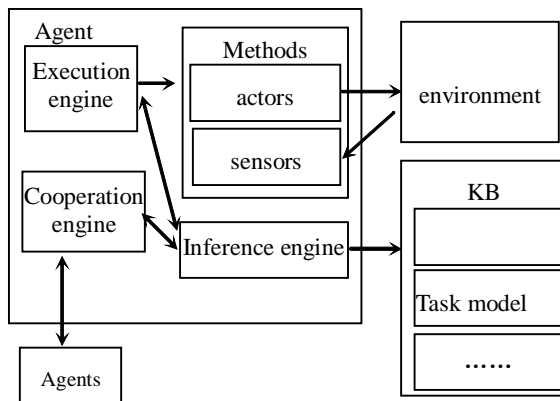 Agent
Execution
engine
Methods
actors
sensors
environment
Cooperation
engine
Inference engine
KB
Task model
......
Agents